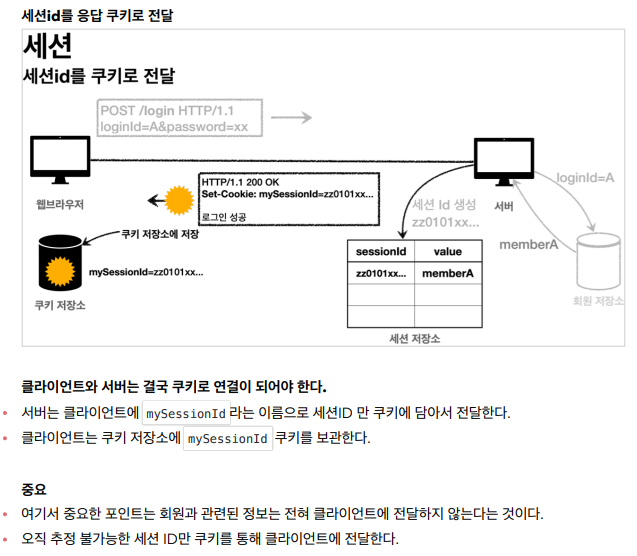 세션id를 응답 쿠키로 전달
세션
세션id를 쿠키로 전달
POST /login HTTP/1.1
loginId=A&password=xx
웹브라우저
HTTP/1.1 200 OK
Set-Cookie: mySessionId=zz0101xx...
로그인 성공
서버
loginId=A
세션 Id 생성
zz0101xx...
memberA
쿠키 저장소에 저장
mySessionId=zz0101xx...
쿠키 저장소
sessionId value
zz0101xx... memberA
세션 저장소
회원 저장소
클라이언트와 서버는 결국 쿠키로 연결이 되어야 한다.
서버는 클라이언트에 mySessionId 라는 이름으로 세션ID 만 쿠키에 담아서 전달한다.
클라이언트는 쿠키 저장소에 mySessionId 쿠키를 보관한다.
중요
여기서 중요한 포인트는 회원과 관련된 정보는 전혀 클라이언트에 전달하지 않는다는 것이다.
오직 추정 불가능한 세션 ID만 쿠키를 통해 클라이언트에 전달한다.